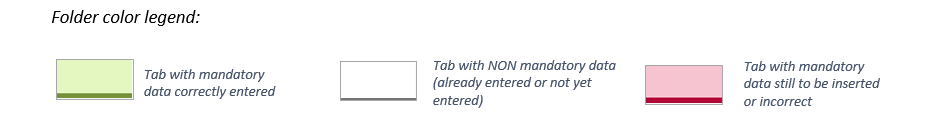 Folder color legend:
Tab with mandatory
data correctly entered
Tab with NON mandatory data
(already entered or not yet
entered)
Tab with mandatory
data still to be inserted
or incorrect